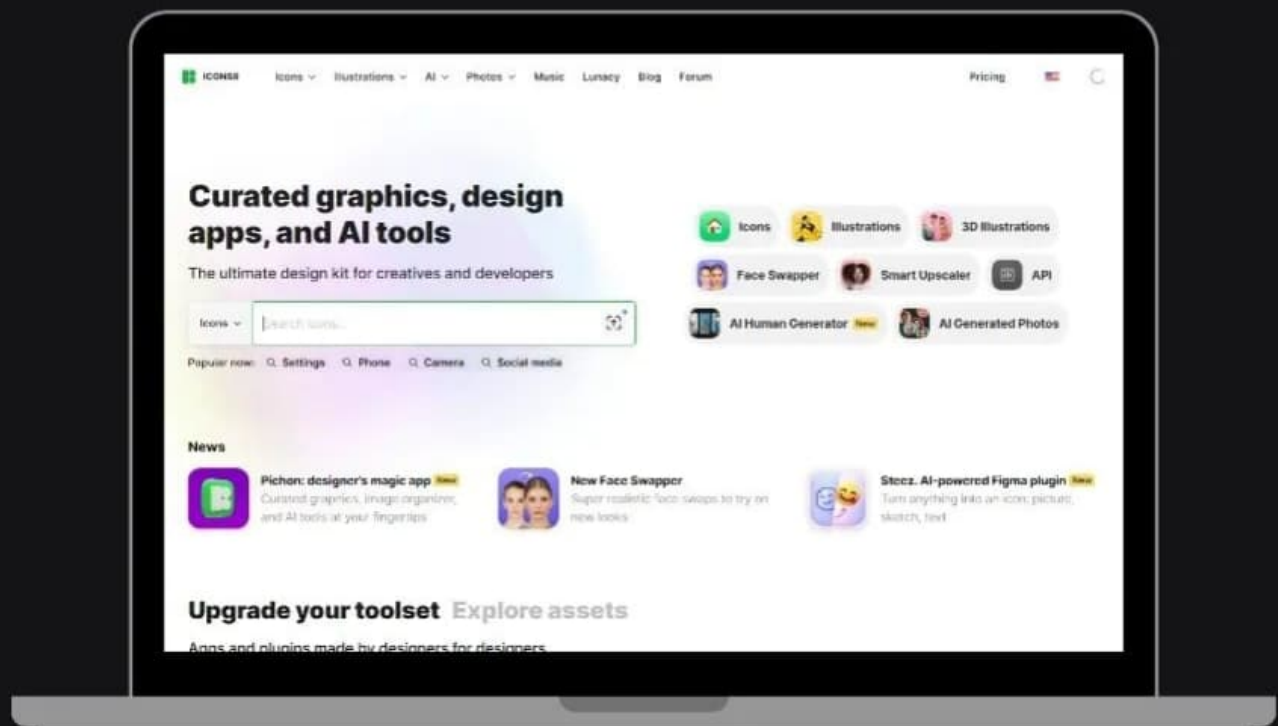 ICONS8 Icons Illustrations AI Photos Music Lunacy Blog Forum Pricing
Curated graphics, design
apps, and AI tools
The ultimate design kit for creatives and developers
Icons Search icons...
Popular now: Settings Phone Camera Social media
Icons Illustrations 3D Illustrations
Face Swapper Smart Upscaler API
AI Human Generator New AI Generated Photos
News
Pichon: designer's magic app New
Curated graphics, image organizer,
and AI tools at your fingertips
New Face Swapper
Super realistic face swaps to try on
new looks
Steez. AI-powered Figma plugin New
Turn anything into an icon, picture,
sketch, text
Upgrade your toolset Explore assets
Apps and plugins made by designers for designers